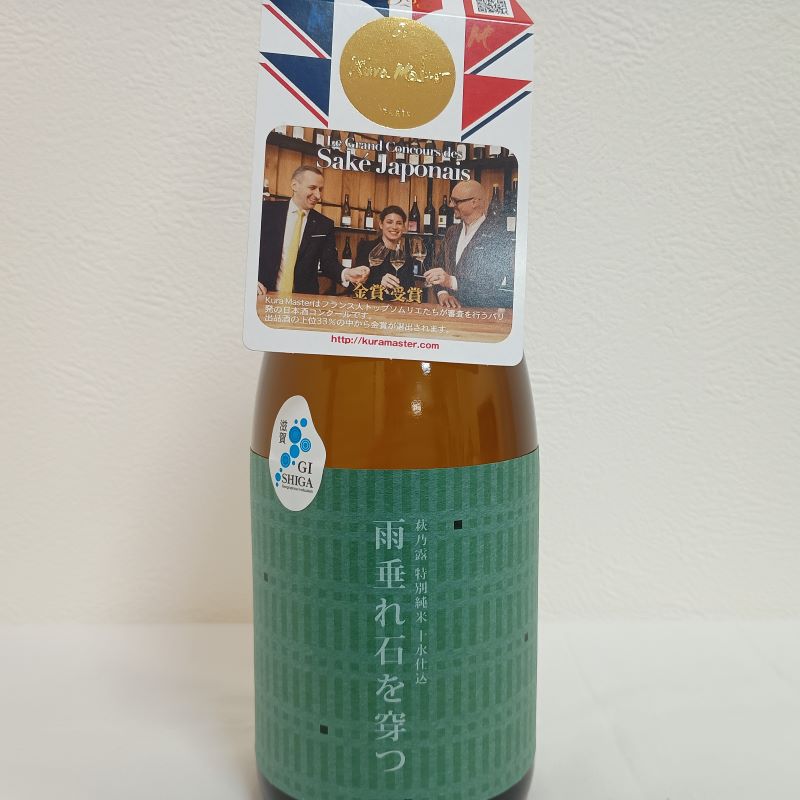 Kura Master
Le Grand Concours des
Saké Japonais
金賞受賞
Kura Masterはフランス人トップソムリエたちが審査を行うパリ
発の日本酒コンクールです。
出品酒の上位33％の中から金賞が選出されます。
http://kuramaster.com
滋賀
GI
SHIGA
萩乃露 特別純米 十水仕込
雨垂れ石を穿つ